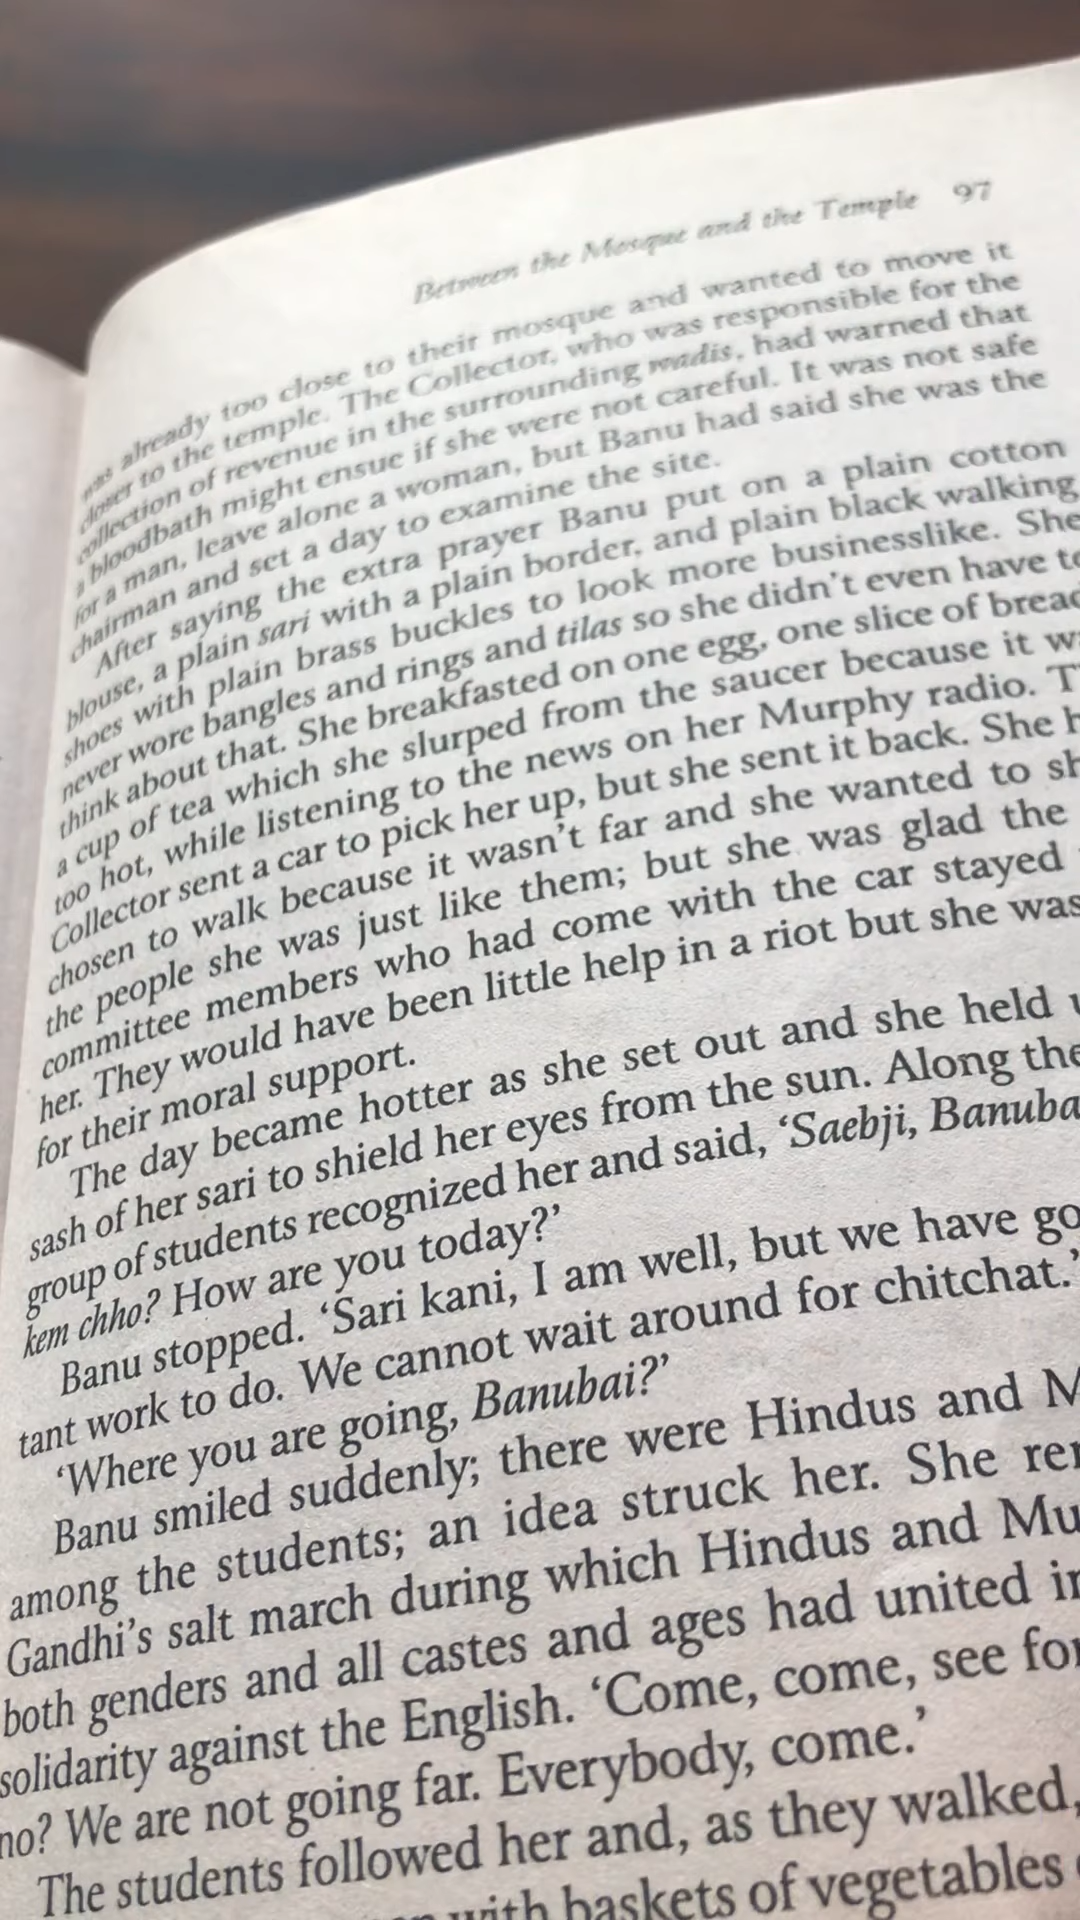 Between the Mosque and the Temple 97
was already too close to their mosque and wanted to move it
closer to the temple. The Collector, who was responsible for the
collection of revenue in the surrounding wadis, had warned that
a bloodbath might ensue if she were not careful. It was not safe
for a man, leave alone a woman, but Banu had said she was the
chairman and set a day to examine the site.
After saying the extra prayer Banu put on a plain cotton
blouse, a plain sari with a plain border, and plain black walking
shoes with plain brass buckles to look more businesslike. She
never wore bangles and rings and tilas so she didn't even have to
think about that. She breakfasted on one egg, one slice of bread
a cup of tea which she slurped from the saucer because it w
too hot, while listening to the news on her Murphy radio. T
Collector sent a car to pick her up, but she sent it back. She h
chosen to walk because it wasn't far and she wanted to sh
the people she was just like them; but she was glad the
committee members who had come with the car stayed
her. They would have been little help in a riot but she was
for their moral support.
The day became hotter as she set out and she held u
sash of her sari to shield her eyes from the sun. Along the
group of students recognized her and said, ‘Saebji, Banuba
kem chho? How are you today?’
Banu stopped. ‘Sari kani, I am well, but we have go
tant work to do. We cannot wait around for chitchat.’
‘Where you are going, Banubai?’
Banu smiled suddenly; there were Hindus and M
among the students; an idea struck her. She rem
Gandhi's salt march during which Hindus and Mu
both genders and all castes and ages had united in
solidarity against the English. ‘Come, come, see for
no? We are not going far. Everybody, come.’
The students followed her and, as they walked,
with baskets of vegetables